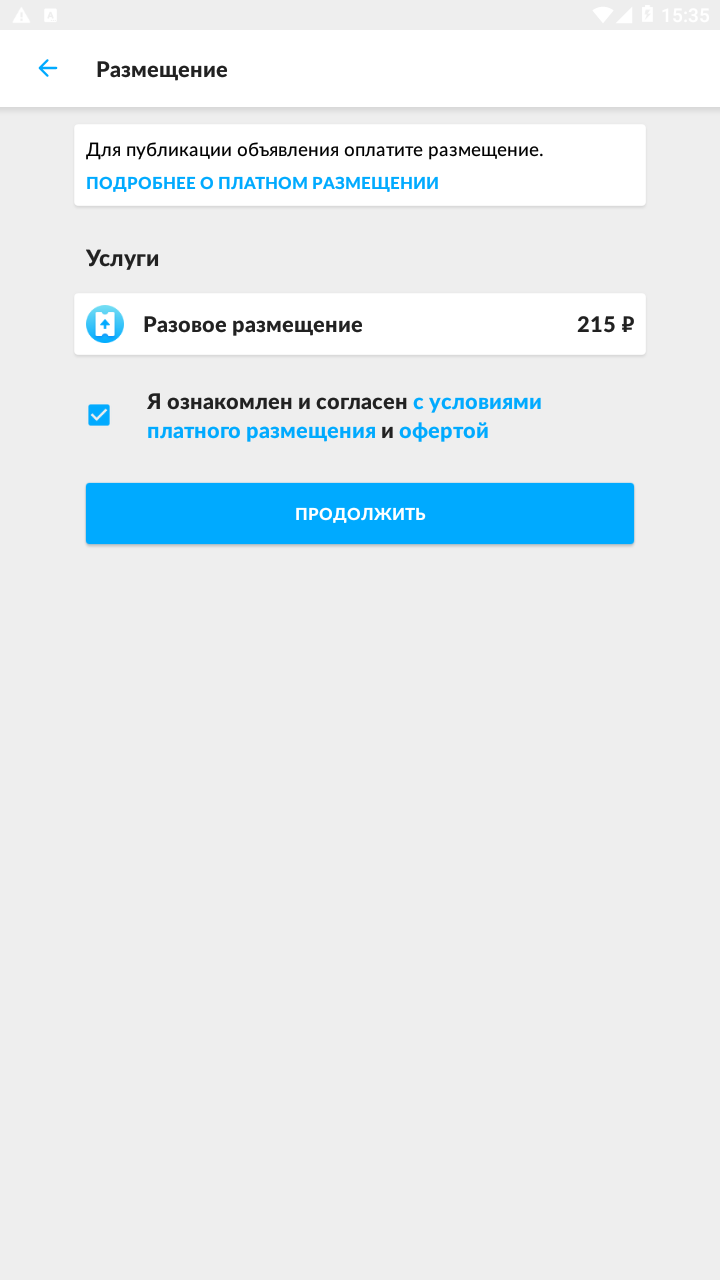 15:35
Размещение
Для публикации объявления оплатите размещение.
ПОДРОБНЕЕ О ПЛАТНОМ РАЗМЕЩЕНИИ
Услуги
Разовое размещение 215 ₽
Я ознакомлен и согласен с условиями
платного размещения и офертой
ПРОДОЛЖИТЬ